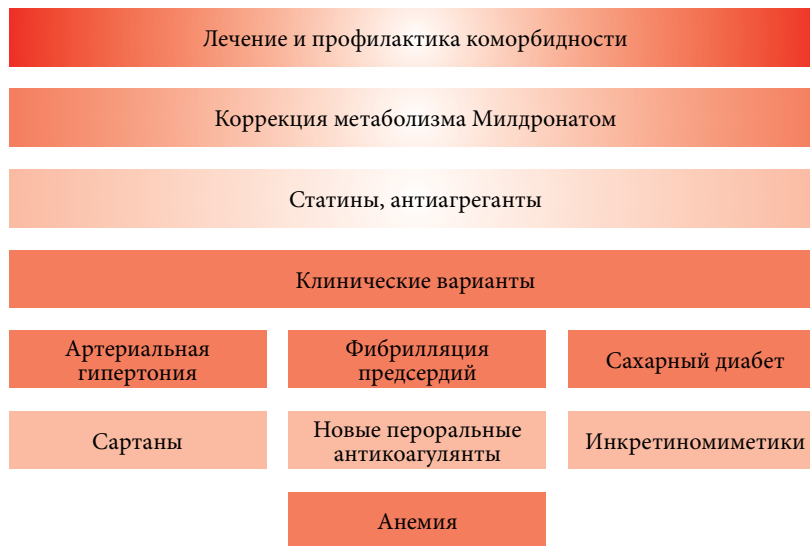 Лечение и профилактика коморбидности
Коррекция метаболизма Милдронатом
Статины, антиагреганты
Клинические варианты
Артериальная
гипертония
Фибрилляция
предсердий
Сахарный диабет
Сартаны
Новые пероральные
антикоагулянты
Инкретиномиметики
Анемия